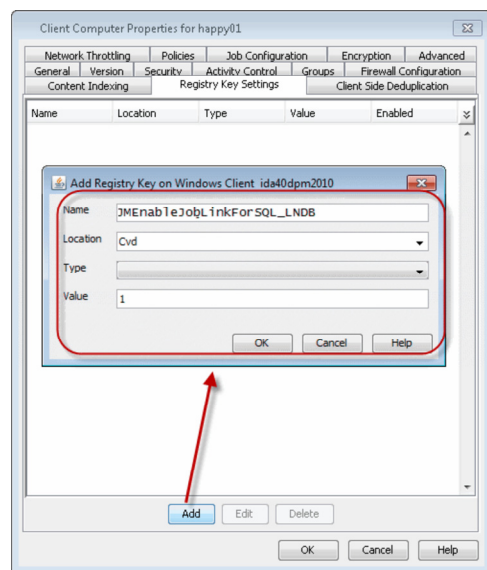 Client Computer Properties for happy01
Network Throttling Policies Job Configuration Encryption Advanced
General Version Security Activity Control Groups Firewall Configuration
Content Indexing Registry Key Settings Client Side Deduplication
Name Location Type Value Enabled
Add Registry Key on Windows Client ida40dpm2010
Name JMEnableJobLinkForSQL_LNDB
Location Cvd
Type
Value 1
OK Cancel Help
Add Edit Delete
OK Cancel Help